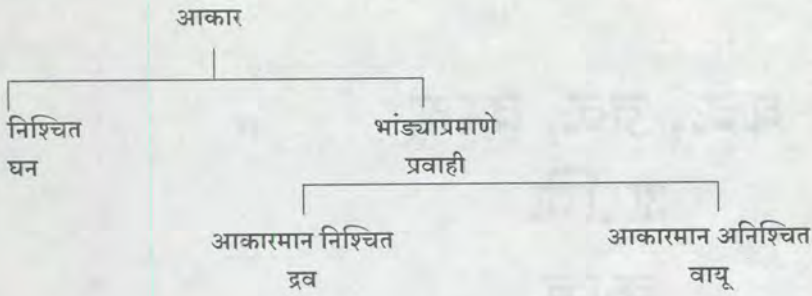 आकार
निश्चित
घन
भांड्याप्रमाणे
प्रवाही
आकारमान निश्चित
द्रव
आकारमान अनिश्चित
वायू